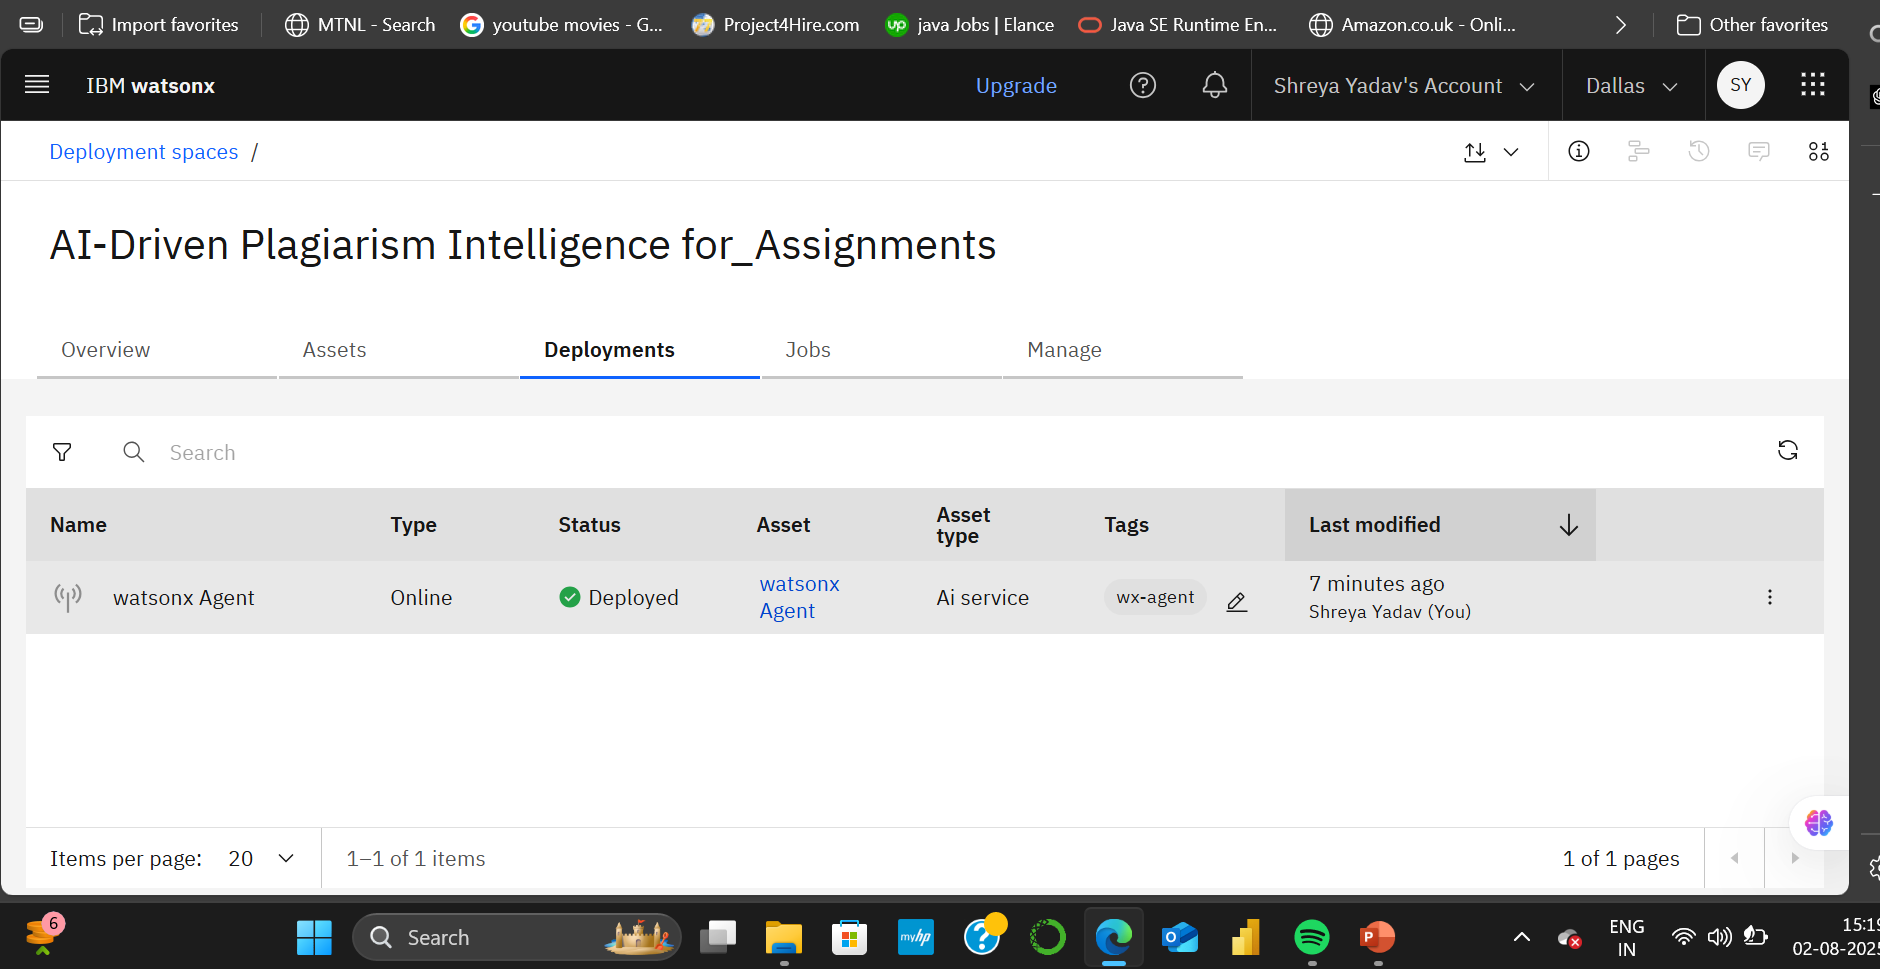 Import favorites MTNL - Search youtube movies - G... Project4Hire.com java Jobs | Elance Java SE Runtime En... Amazon.co.uk - Onli... Other favorites
IBM watsonx Upgrade Shreya Yadav's Account Dallas SY
Deployment spaces /
AI-Driven Plagiarism Intelligence for_Assignments
Overview Assets Deployments Jobs Manage
Search
Name Type Status Asset Asset type Tags Last modified
watsonx Agent Online Deployed watsonx Agent Ai service wx-agent 7 minutes ago
Shreya Yadav (You)
Items per page: 20 1–1 of 1 items 1 of 1 pages
6 Search myhp ENG 15:19
IN 02-08-202